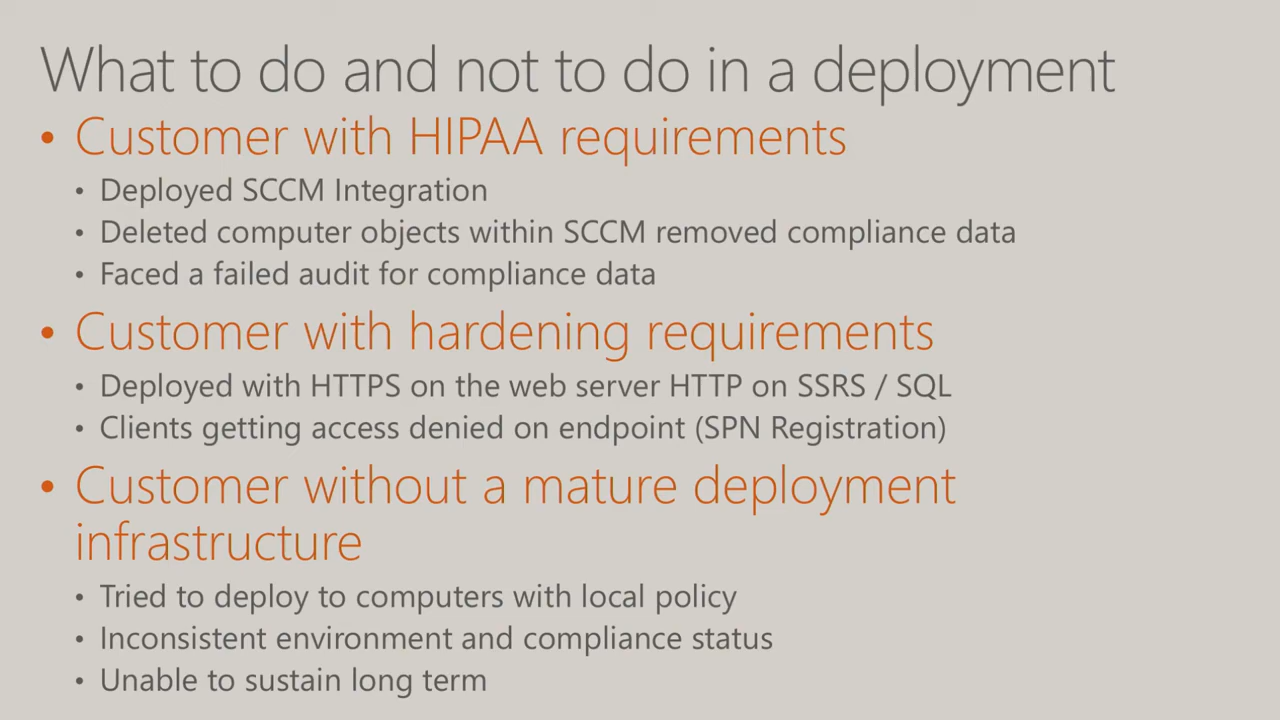 What to do and not to do in a deployment
• Customer with HIPAA requirements
• Deployed SCCM Integration
• Deleted computer objects within SCCM removed compliance data
• Faced a failed audit for compliance data
• Customer with hardening requirements
• Deployed with HTTPS on the web server HTTP on SSRS / SQL
• Clients getting access denied on endpoint (SPN Registration)
• Customer without a mature deployment
infrastructure
• Tried to deploy to computers with local policy
• Inconsistent environment and compliance status
• Unable to sustain long term